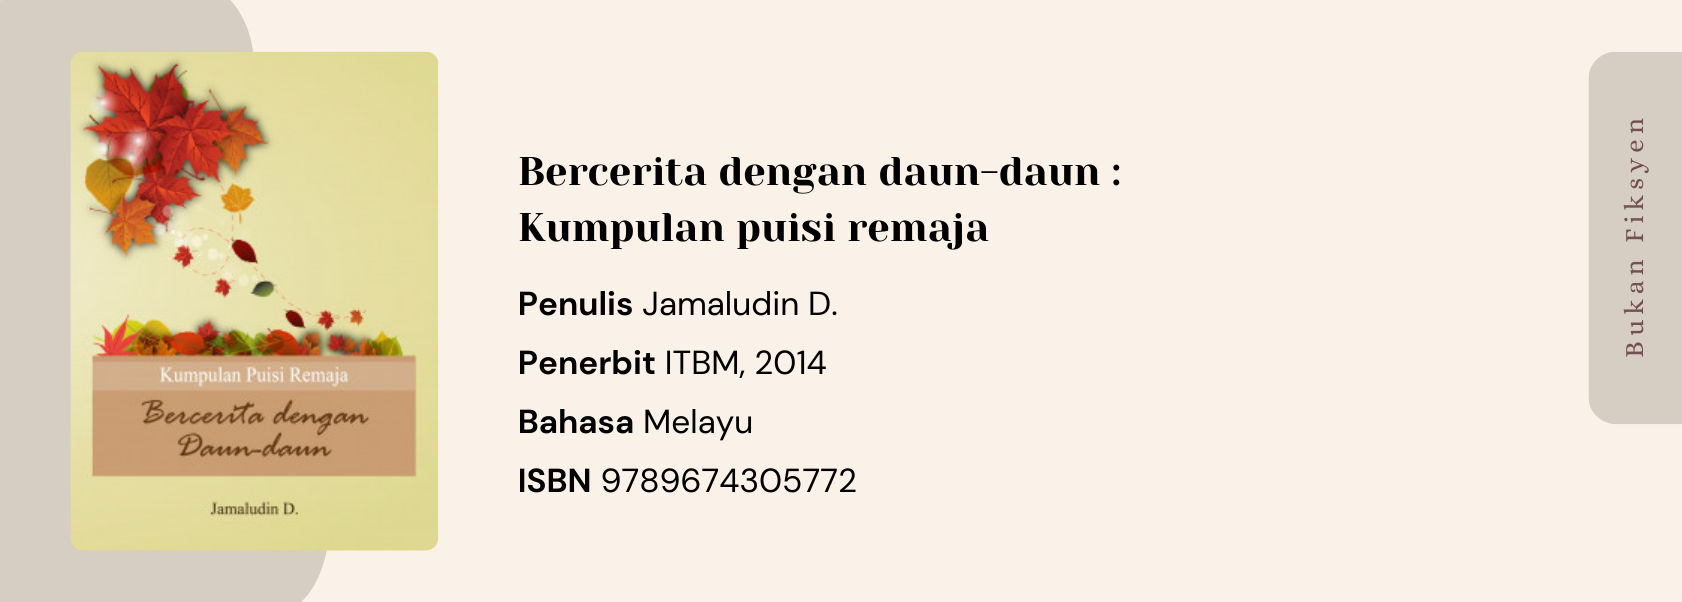 Kumpulan Puisi Remaja
Bercerita dengan
Daun-daun
Jamaludin D.
Bercerita dengan daun-daun :
Kumpulan puisi remaja
Penulis Jamaludin D.
Penerbit ITBM, 2014
Bahasa Melayu
ISBN 9789674305772
Bukan Fiksyen